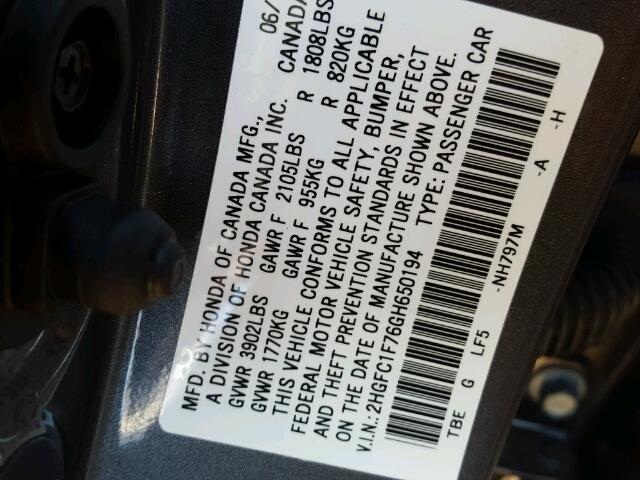 MFD. BY HONDA OF CANADA MFG., 06/
A DIVISION OF HONDA CANADA INC. CANADA
GVWR 3902LBS GAWR F 2105LBS R 1808LBS
GVWR 1770KG GAWR F 955KG R 820KG
THIS VEHICLE CONFORMS TO ALL APPLICABLE
FEDERAL MOTOR VEHICLE SAFETY, BUMPER,
AND THEFT PREVENTION STANDARDS IN EFFECT
ON THE DATE OF MANUFACTURE SHOWN ABOVE.
V.I.N.:2HGFC1F76GH650194 TYPE: PASSENGER CAR
TBE G LF5 -NH797M -A -H